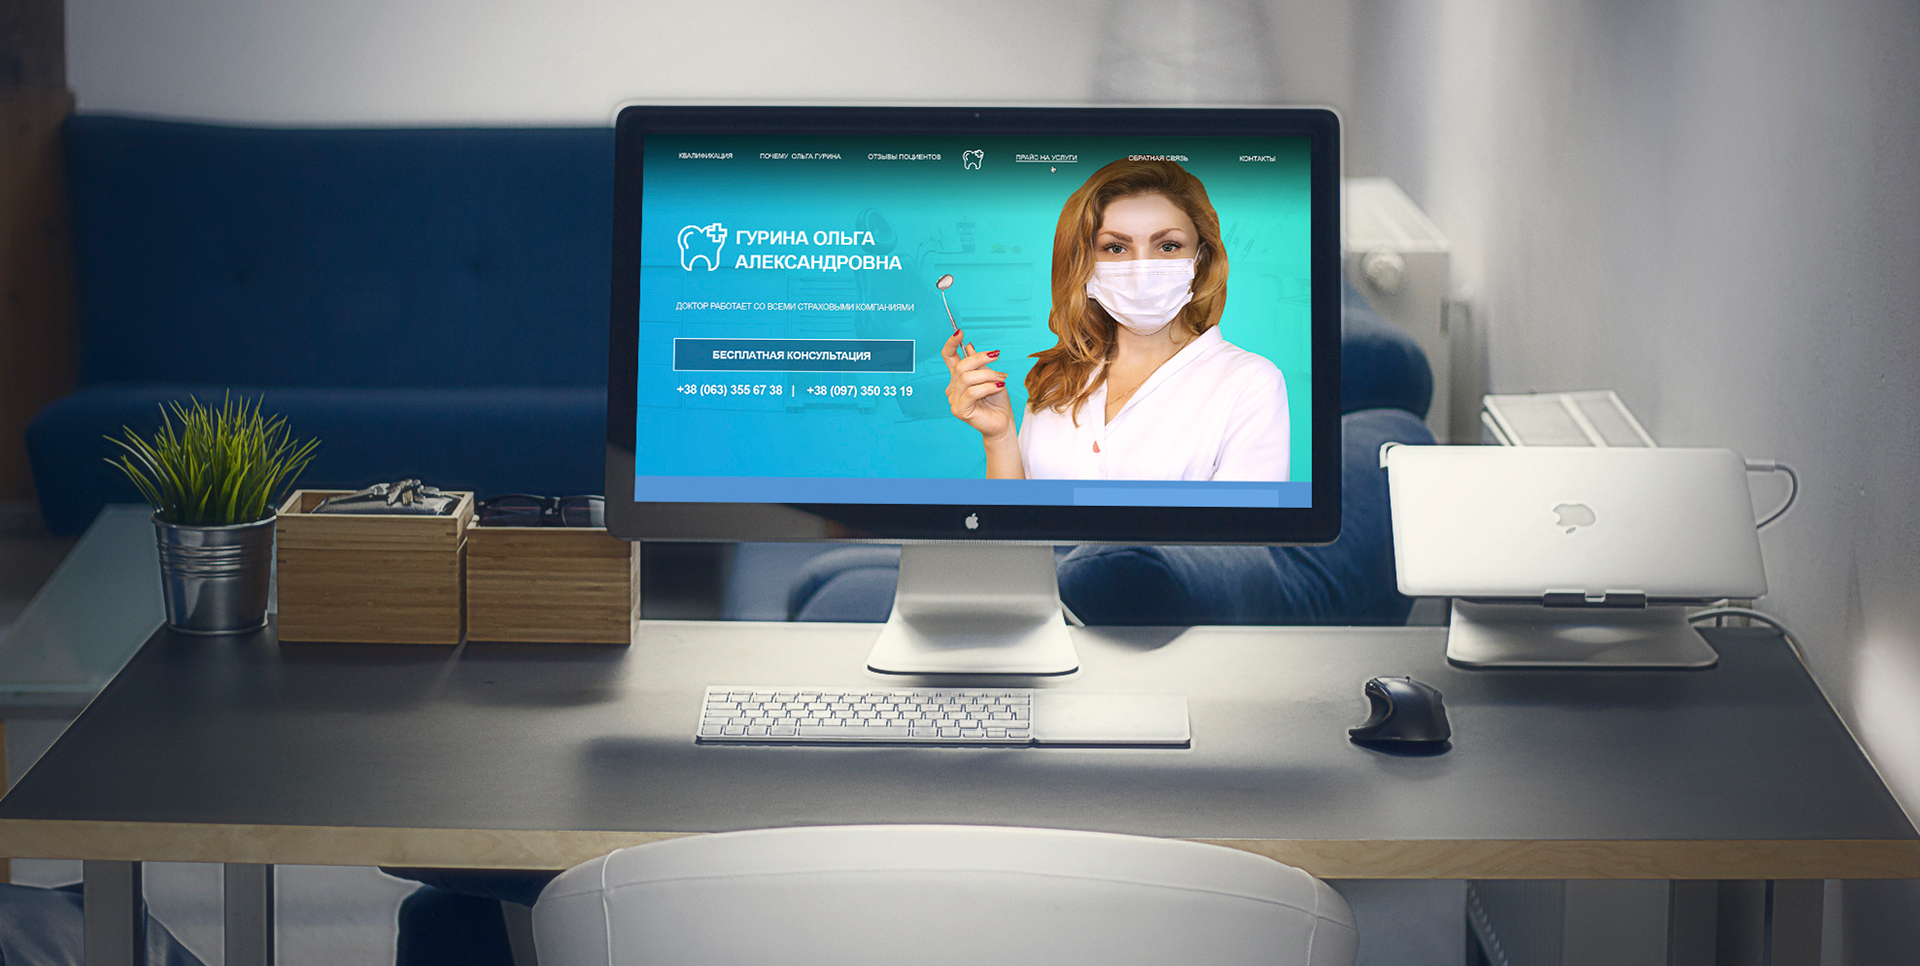 КВАЛИФИКАЦИЯ ПОЧЕМУ ОЛЬГА ГУРИНА ОТЗЫВЫ ПОЦИЕНТОВ ПРАЙС НА УСЛУГИ ОБРАТНАЯ СВЯЗЬ КОНТАКТЫ
ГУРИНА ОЛЬГА
АЛЕКСАНДРОВНА
ДОКТОР РАБОТАЕТ СО ВСЕМИ СТРАХОВЫМИ КОМПАНИЯМИ
БЕСПЛАТНАЯ КОНСУЛЬТАЦИЯ
+38 (063) 355 67 38 | +38 (097) 350 33 19